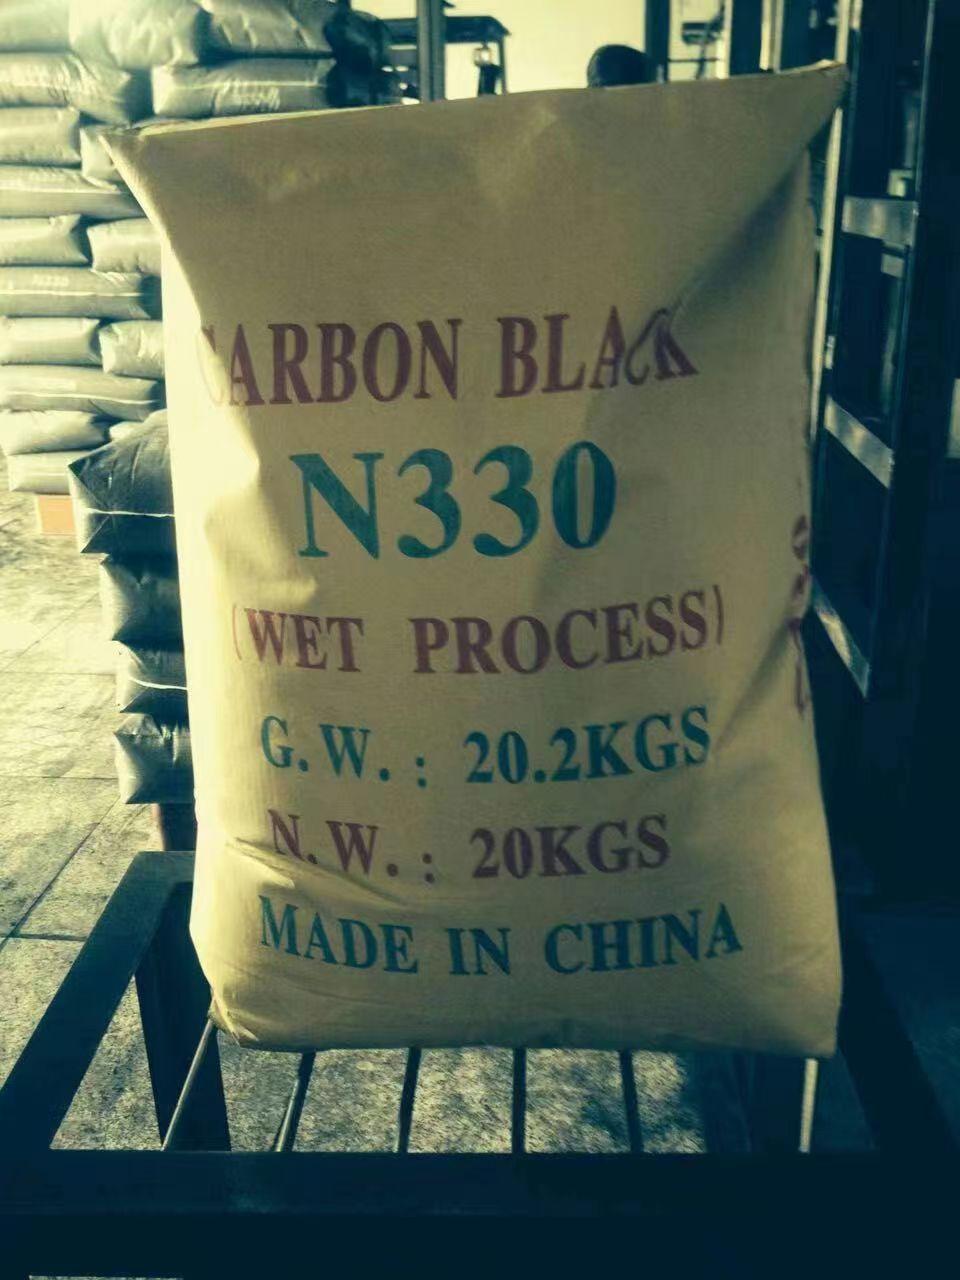 CARBON BLACK
N330
(WET PROCESS)
G.W.: 20.2KGS
N.W.: 20KGS
MADE IN CHINA